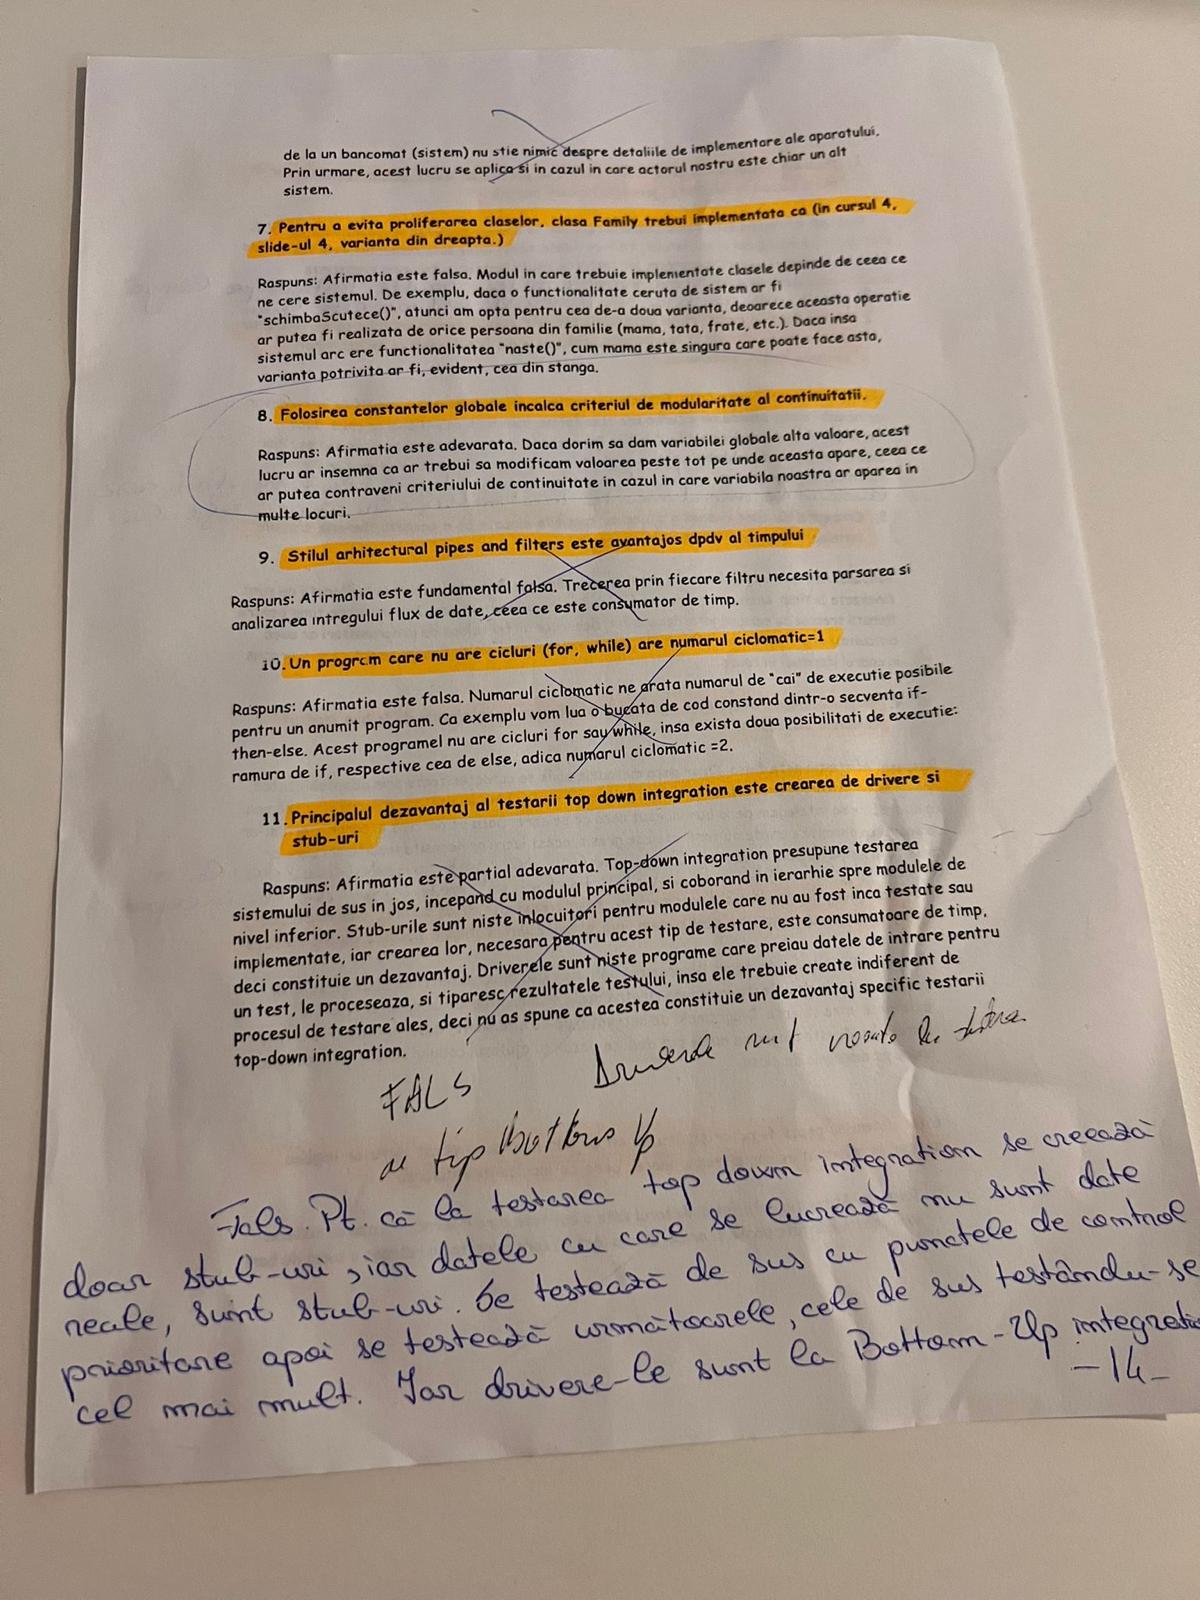 de la un bancomat (sistem) nu stie nimic despre detaliile de implementare ale aparatului.
Prin urmare, acest lucru se aplica si in cazul in care actorul nostru este chiar un alt
sistem.
7. Pentru a evita proliferarea claselor, clasa Family trebui implementata ca (in cursul 4,
slide-ul 4, varianta din dreapta.)
Raspuns: Afirmatia este falsa. Modul in care trebuie implementate clasele depinde de ceea ce
ne cere sistemul. De exemplu, daca o functionalitate ceruta de sistem ar fi
"schimbaScutece()", atunci am opta pentru cea de-a doua varianta, deoarece aceasta operatie
ar putea fi realizata de orice persoana din familie (mama, tata, frate, etc.). Daca insa
sistemul arc ere functionalitatea "naste()", cum mama este singura care poate face asta,
varianta potrivita ar fi, evident, cea din stanga.
8. Folosirea constantelor globale incalca criteriul de modularitate al continuitatii.
Raspuns: Afirmatia este adevarata. Daca dorim sa dam variabilei globale alta valoare, acest
lucru ar insemna ca ar trebui sa modificam valoarea peste tot pe unde aceasta apare, ceea ce
ar putea contraveni criteriului de continuitate in cazul in care variabila noastra ar aparea in
multe locuri.
9. Stilul arhitectural pipes and filters este avantajos dpdv al timpului
Raspuns: Afirmatia este fundamental falsa. Trecerea prin fiecare filtru necesita parsarea si
analizarea intregului flux de date, ceea ce este consumator de timp.
10. Un program care nu are cicluri (for, while) are numarul ciclomatic=1
Raspuns: Afirmatia este falsa. Numarul ciclomatic ne arata numarul de "cai" de executie posibile
pentru un anumit program. Ca exemplu vom lua o bucata de cod constand dintr-o secventa if-
then-else. Acest programel nu are cicluri for sau while, insa exista doua posibilitati de executie:
ramura de if, respective cea de else, adica numarul ciclomatic =2.
11. Principalul dezavantaj al testarii top down integration este crearea de drivere si
stub-uri
Raspuns: Afirmatia este partial adevarata. Top-down integration presupune testarea
sistemului de sus in jos, incepand cu modulul principal, si coborand in ierarhie spre modulele de
nivel inferior. Stub-urile sunt niste inlocuitori pentru modulele care nu au fost inca testate sau
implementate, iar crearea lor, necesara pentru acest tip de testare, este consumatoare de timp,
deci constituie un dezavantaj. Driverele sunt niste programe care preiau datele de intrare pentru
un test, le proceseaza, si tiparesc rezultatele testului, insa ele trebuie create indiferent de
procesul de testare ales, deci nu as spune ca acestea constituie un dezavantaj specific testarii
top-down integration.
FALS
tip Bottom Up
Fals. Pt. că la testarea top down integration se creează
doar stub-uri, iar datele cu care se lucrează nu sunt date
reale, sunt stub-uri. Se testează de sus cu punctele de control
prioritare apoi se testează următoarele, cele de sus testându-se
cel mai mult. Iar drivere-le sunt la Bottom-Up integratio
-14-